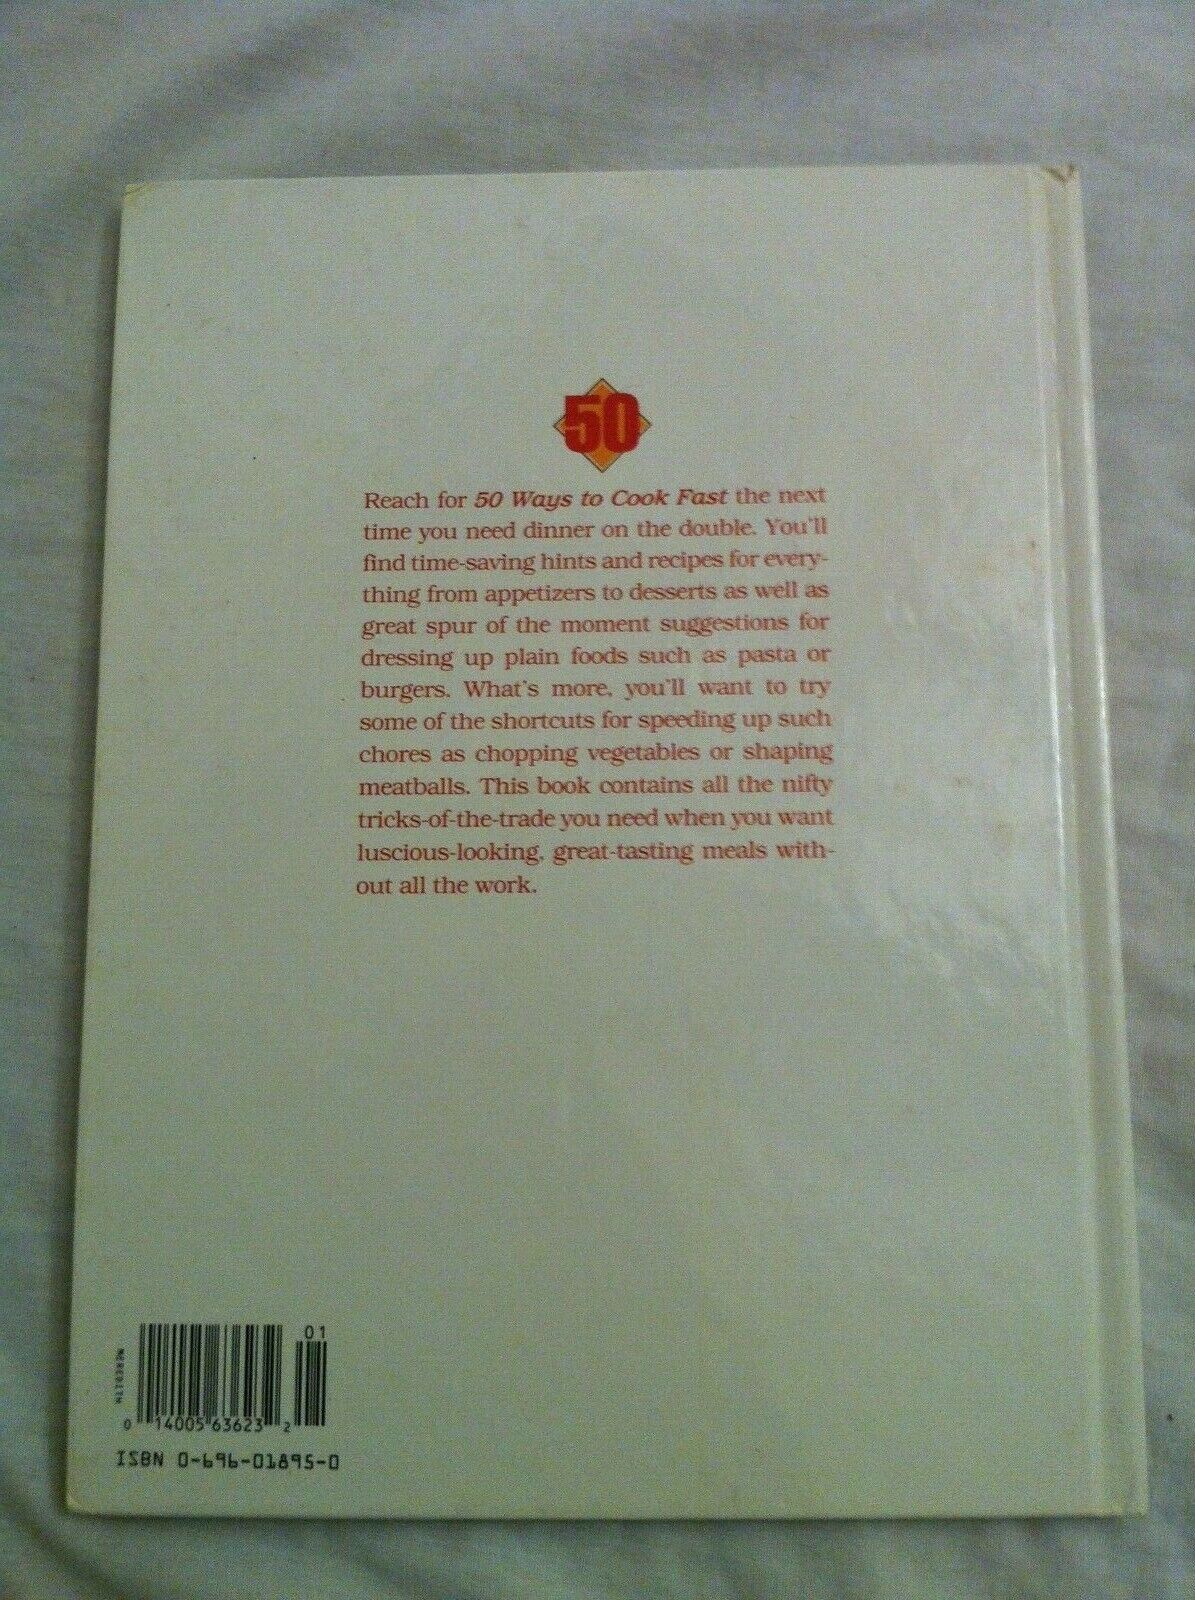 50
Reach for 50 Ways to Cook Fast the next
time you need dinner on the double. You'll
find time-saving hints and recipes for every-
thing from appetizers to desserts as well as
great spur of the moment suggestions for
dressing up plain foods such as pasta or
burgers. What's more, you'll want to try
some of the shortcuts for speeding up such
chores as chopping vegetables or shaping
meatballs. This book contains all the nifty
tricks-of-the-trade you need when you want
luscious-looking, great-tasting meals with-
out all the work.
01
MEREDITH
0 14005 63623 2
ISBN 0-696-01895-0